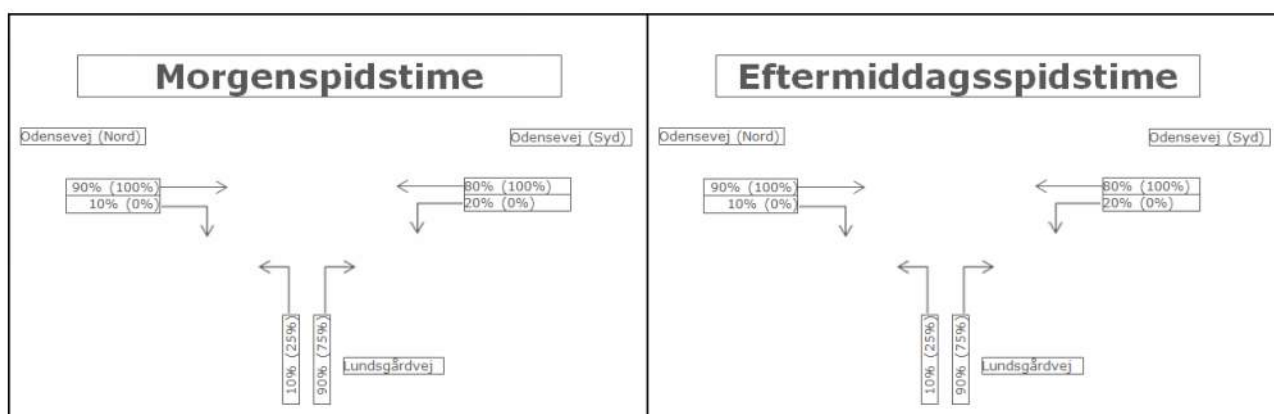 Morgenspidstime
Odensevej (Nord)
Odensevej (Syd)
90% (100%)
10% (0%)
80% (100%)
20% (0%)
10% (25%)
90% (75%)
Lundsgårdvej
Eftermiddagsspidstime
Odensevej (Nord)
Odensevej (Syd)
90% (100%)
10% (0%)
80% (100%)
20% (0%)
10% (25%)
90% (75%)
Lundsgårdvej